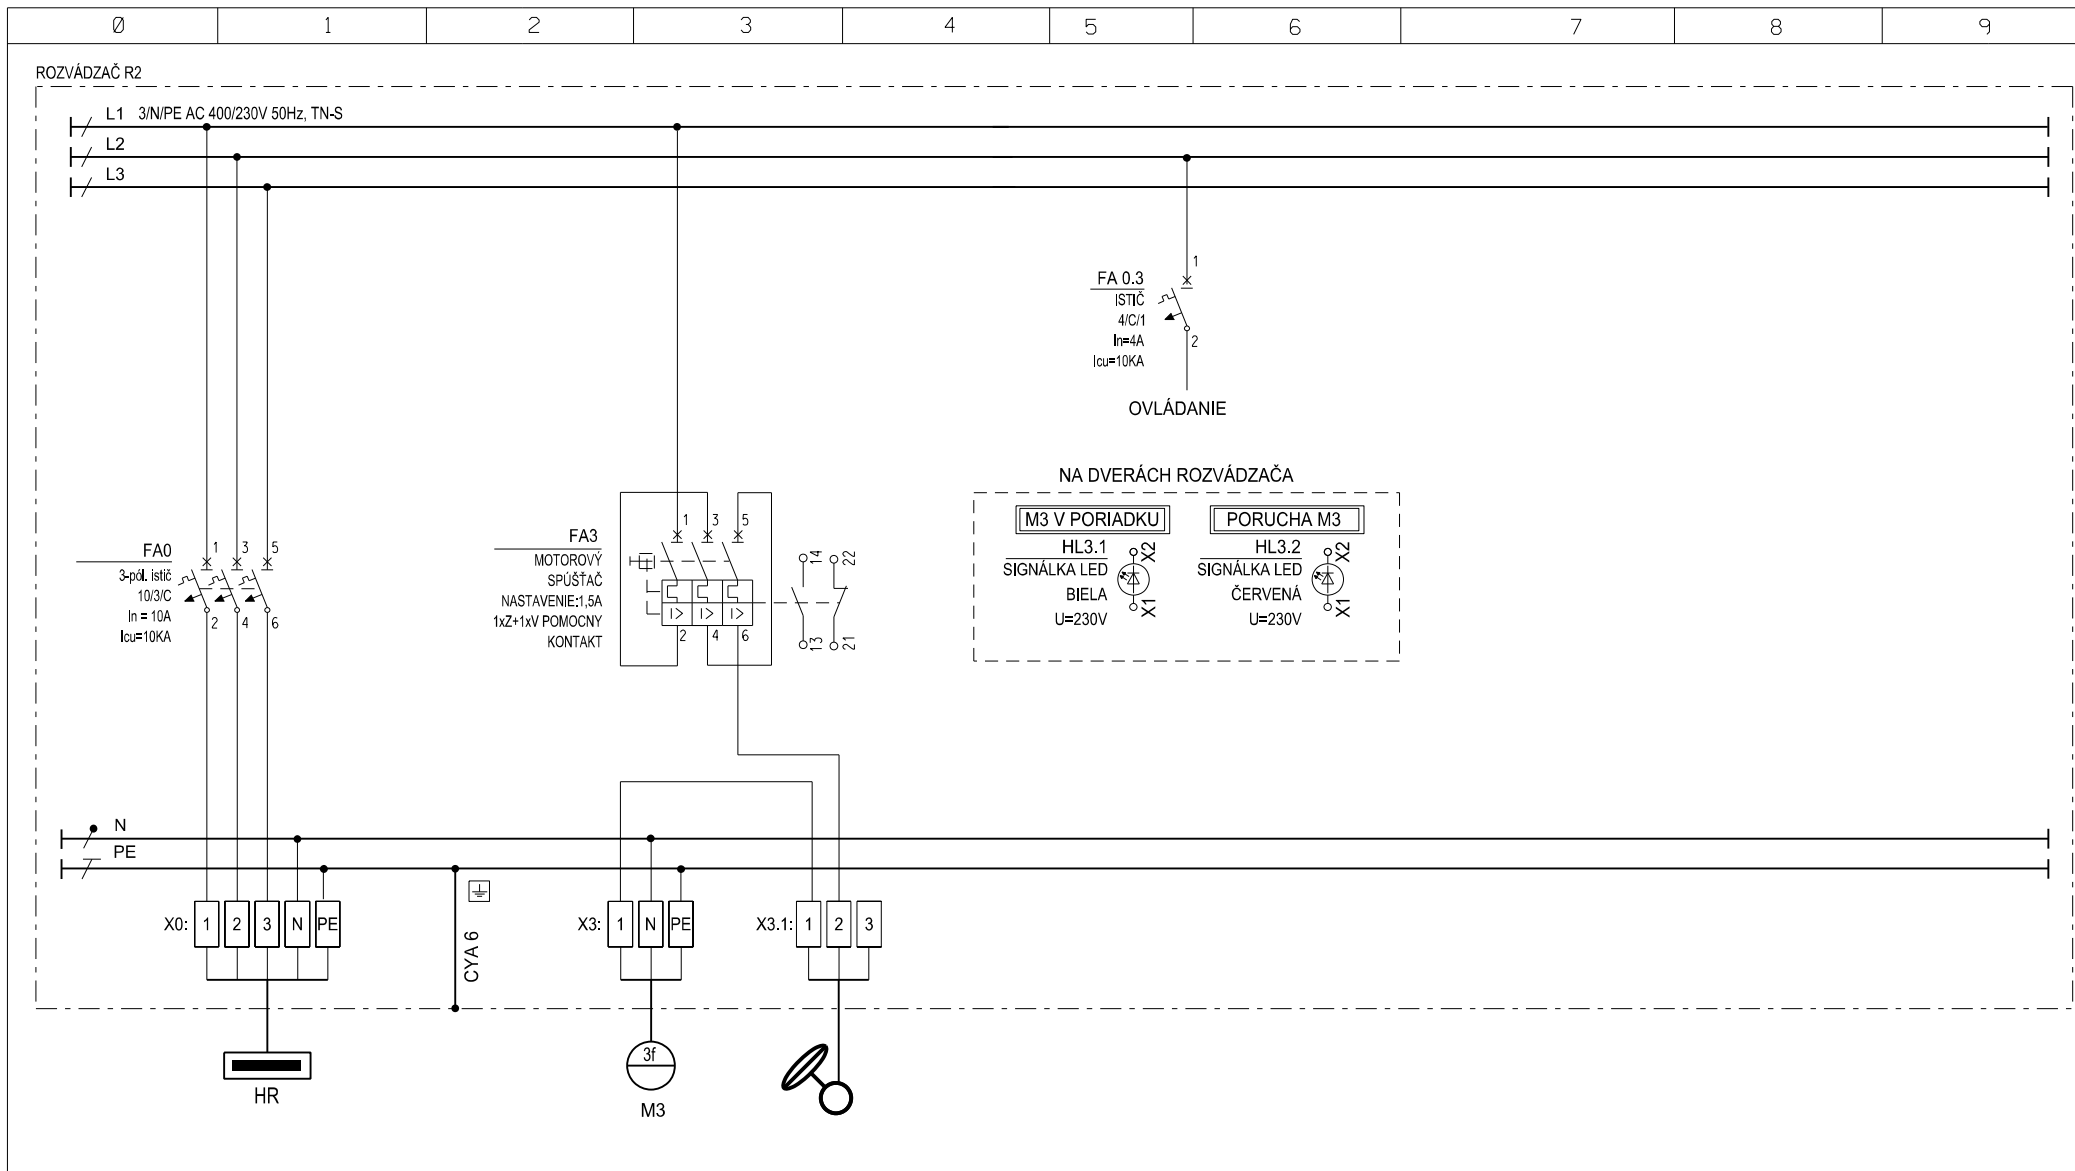 0 1 2 3 4 5 6 7 8 9
ROZVÁDZAČ R2
L1 3/N/PE AC 400/230V 50Hz, TN-S
L2
L3
FA0
3-pól. istič
10/3/C
In = 10A
Icu=10KA
1 3 5
2 4 6
FA3
MOTOROVÝ
SPÚŠŤAČ
NASTAVENIE:1,5A
1xZ+1xV POMOCNY
KONTAKT
1 3 5
I> I> I>
2 4 6
14 22
13 21
FA 0.3
ISTIČ
4/C/1
In=4A
Icu=10KA
1
2
OVLÁDANIE
NA DVERÁCH ROZVÁDZAČA
M3 V PORIADKU
HL3.1
SIGNÁLKA LED
BIELA
U=230V
X2
X1
PORUCHA M3
HL3.2
SIGNÁLKA LED
ČERVENÁ
U=230V
X2
X1
N
PE
X0: 1 2 3 N PE
CYA 6
X3: 1 N PE
X3.1: 1 2 3
HR
3f
M3